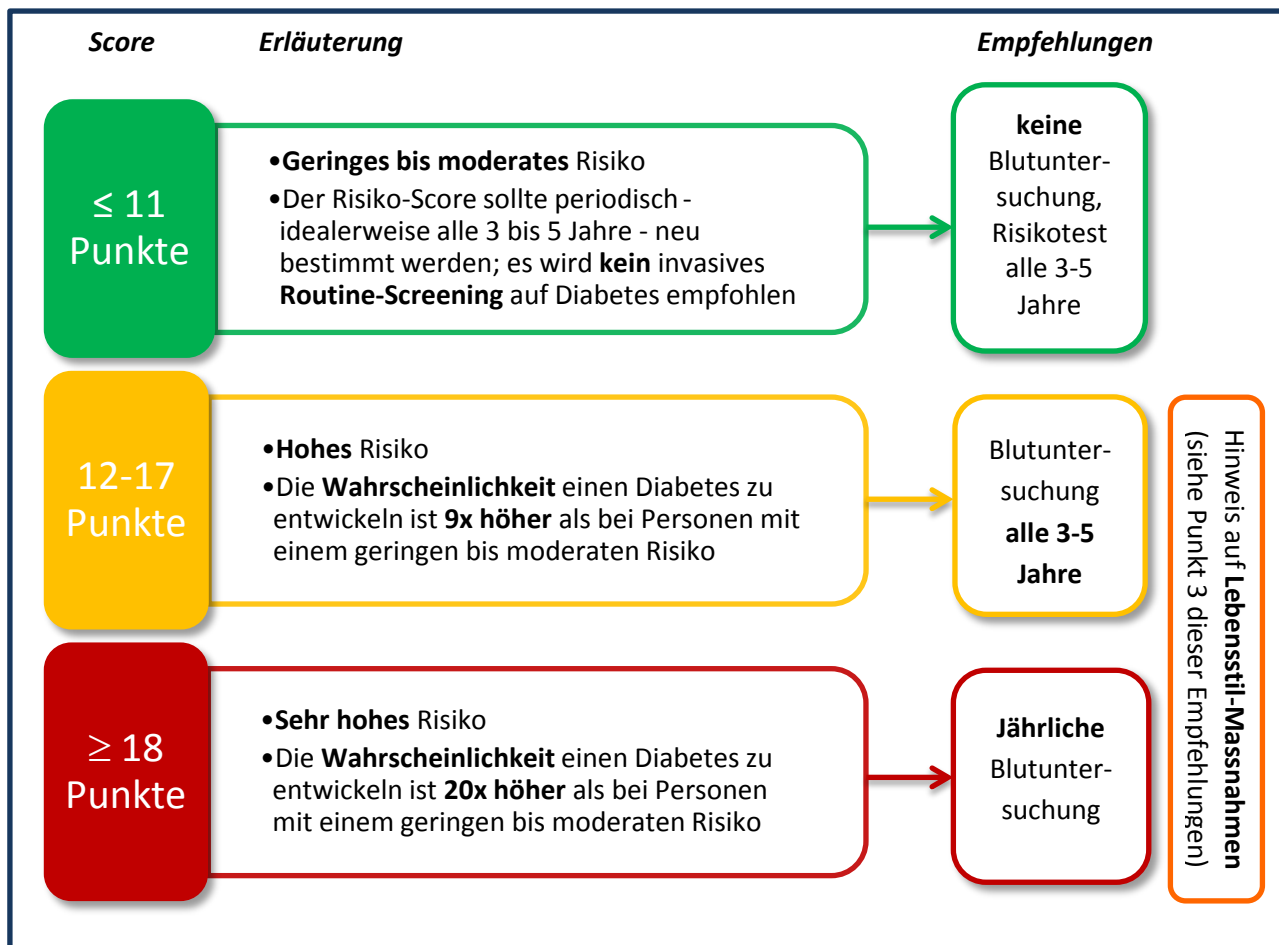 Score Erläuterung Empfehlungen
≤ 11
Punkte
•Geringes bis moderates Risiko
•Der Risiko-Score sollte periodisch -
idealerweise alle 3 bis 5 Jahre - neu
bestimmt werden; es wird kein invasives
Routine-Screening auf Diabetes empfohlen
keine
Blutunter-
suchung,
Risikotest
alle 3-5
Jahre
12-17
Punkte
•Hohes Risiko
•Die Wahrscheinlichkeit einen Diabetes zu
entwickeln ist 9x höher als bei Personen mit
einem geringen bis moderaten Risiko
Blutunter-
suchung
alle 3-5
Jahre
≥ 18
Punkte
•Sehr hohes Risiko
•Die Wahrscheinlichkeit einen Diabetes zu
entwickeln ist 20x höher als bei Personen
mit einem geringen bis moderaten Risiko
Jährliche
Blutunter-
suchung
Hinweis auf Lebensstil-Massnahmen
(siehe Punkt 3 dieser Empfehlungen)